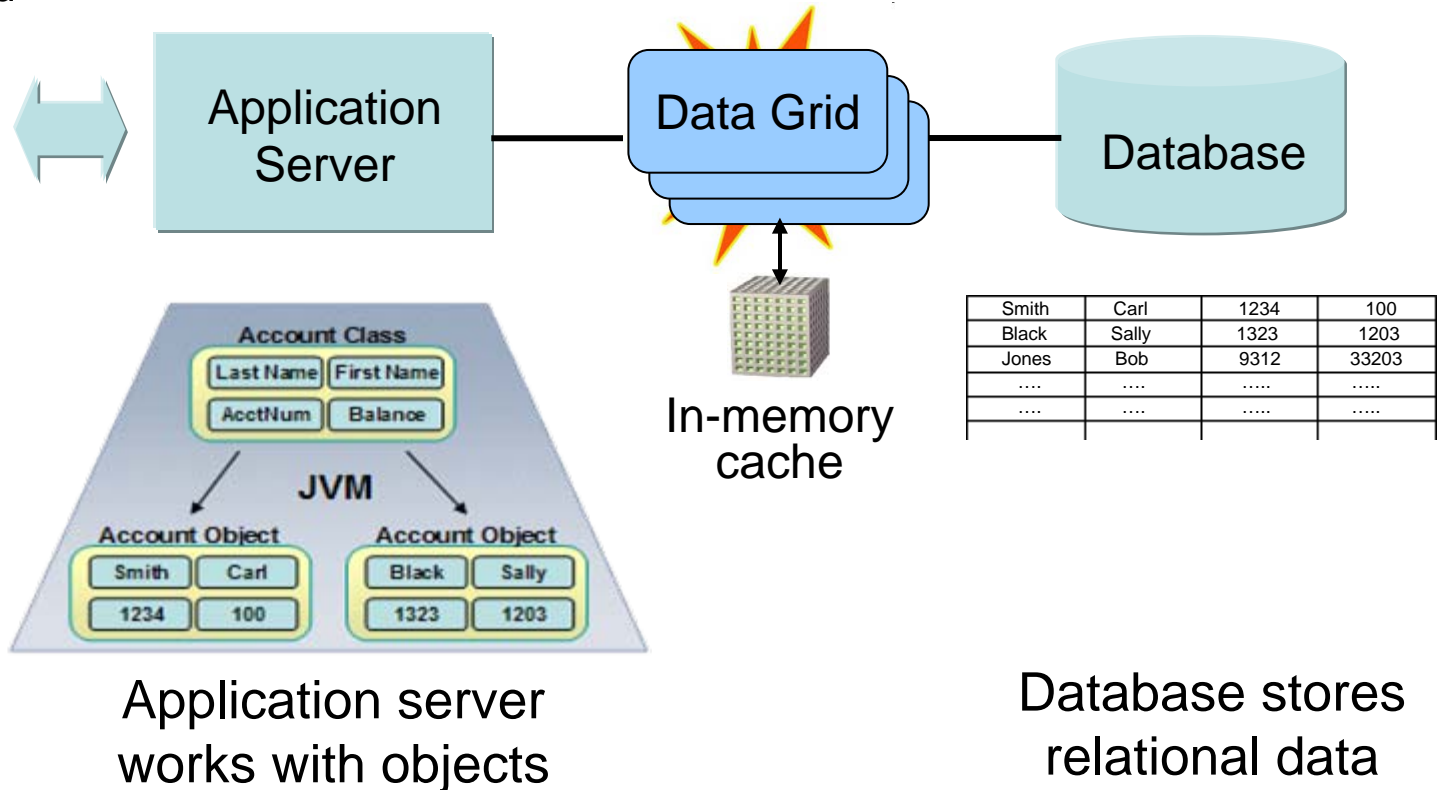 Application
Server
Data Grid
Database
Account Class
Last Name First Name
AcctNum Balance
JVM
Account Object Account Object
Smith Carl Black Sally
1234 100 1323 1203
In-memory
cache
Smith Carl 1234 100
Black Sally 1323 1203
Jones Bob 9312 33203
.... .... ..... .....
.... .... ..... .....
Application server
works with objects
Database stores
relational data